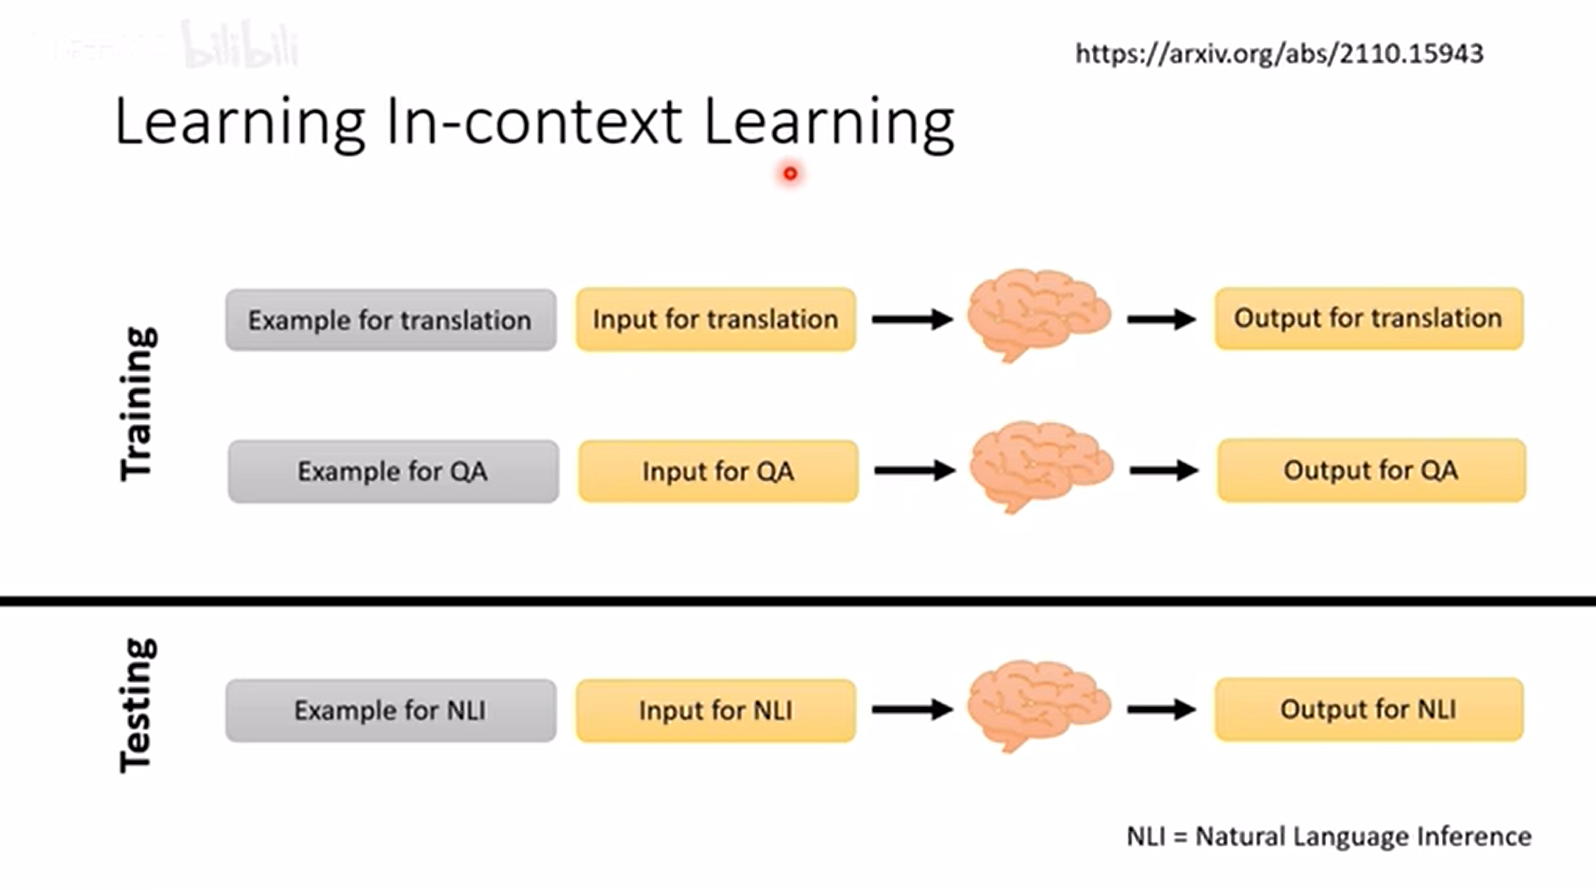 bilibili
https://arxiv.org/abs/2110.15943
Learning In-context Learning
Training
Example for translation
Input for translation
Output for translation
Example for QA
Input for QA
Output for QA
Testing
Example for NLI
Input for NLI
Output for NLI
NLI = Natural Language Inference